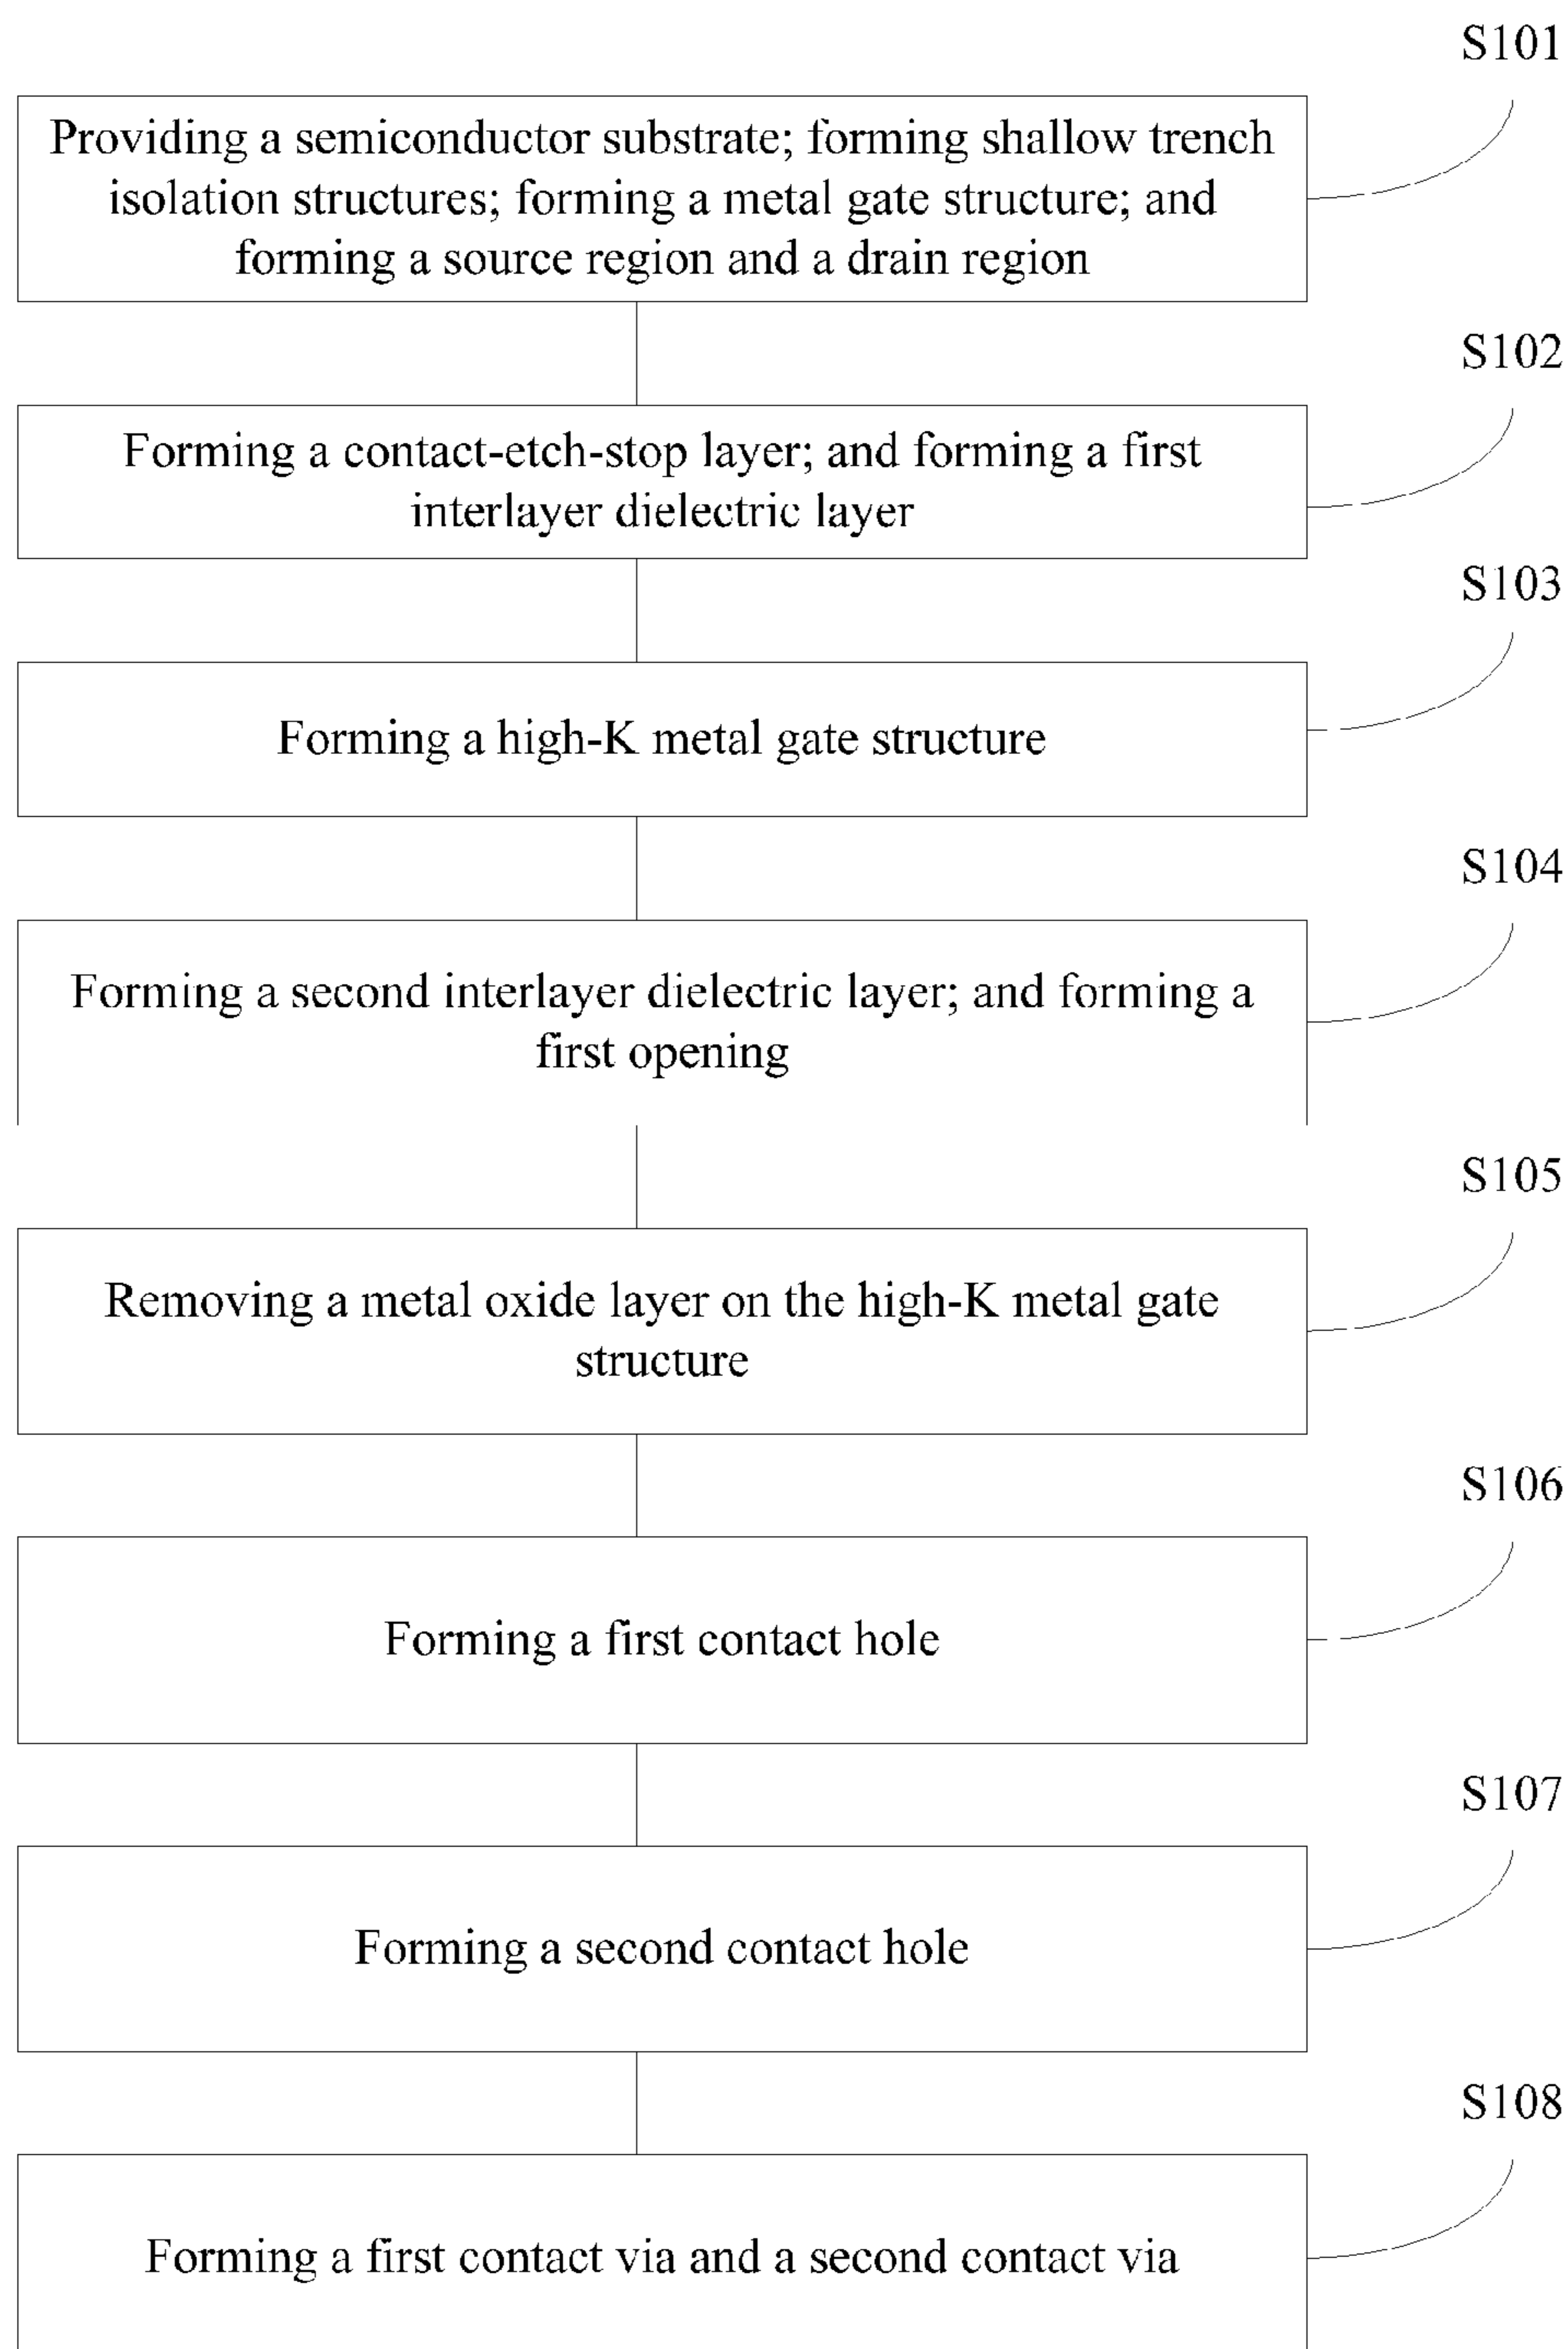 S101
Providing a semiconductor substrate; forming shallow trench
isolation structures; forming a metal gate structure; and
forming a source region and a drain region
S102
Forming a contact-etch-stop layer; and forming a first
interlayer dielectric layer
S103
Forming a high-K metal gate structure
S104
Forming a second interlayer dielectric layer; and forming a
first opening
S105
Removing a metal oxide layer on the high-K metal gate
structure
S106
Forming a first contact hole
S107
Forming a second contact hole
S108
Forming a first contact via and a second contact via